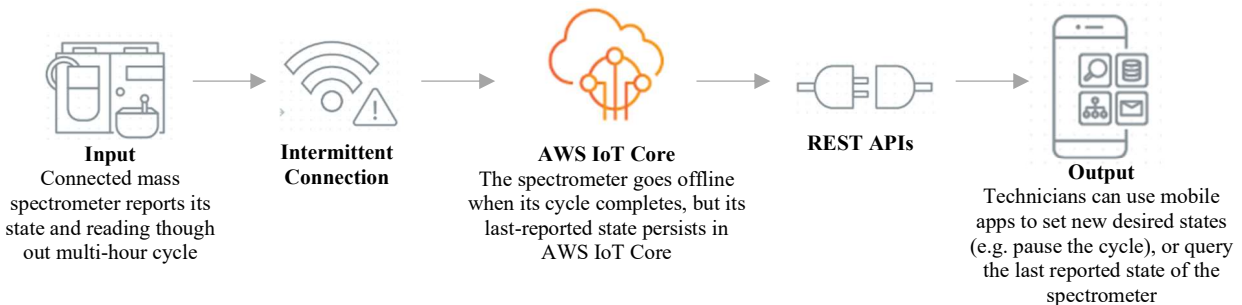 Input
Connected mass
spectrometer reports its
state and reading though
out multi-hour cycle
Intermittent
Connection
AWS IoT Core
The spectrometer goes offline
when its cycle completes, but its
last-reported state persists in
AWS IoT Core
REST APIs
Output
Technicians can use mobile
apps to set new desired states
(e.g. pause the cycle), or query
the last reported state of the
spectrometer